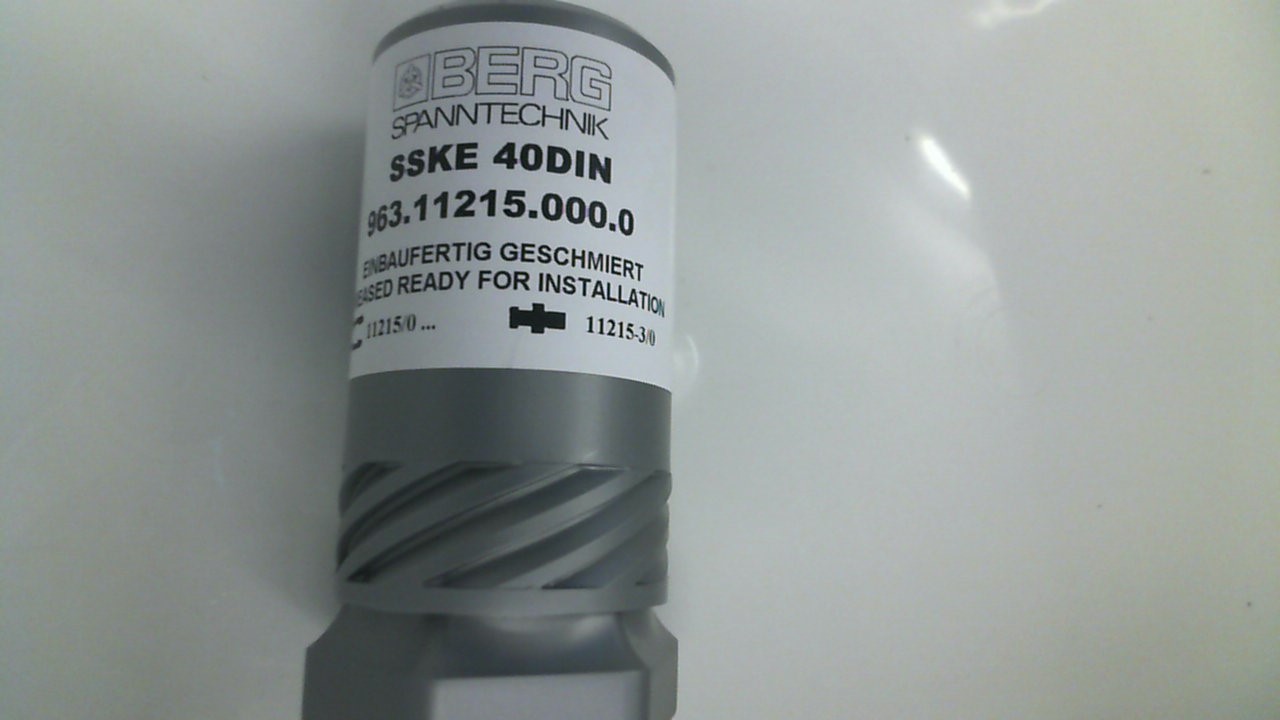 BERG
SPANNTECHNIK
SSKE 40DIN
963.11215.000.0
EINBAUFERTIG GESCHMIERT
READY FOR INSTALLATION
11215/0 ... 11215-3/0